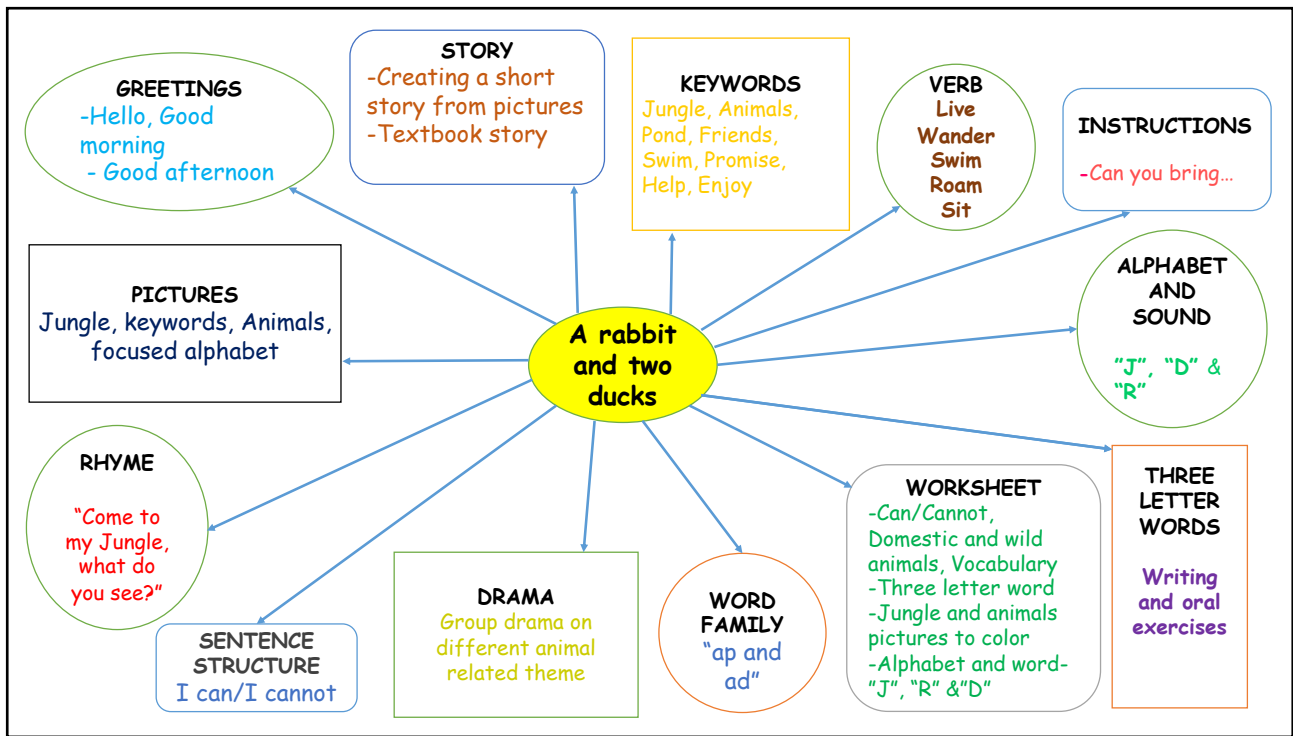 GREETINGS
-Hello, Good
morning
- Good afternoon
STORY
-Creating a short
story from pictures
-Textbook story
KEYWORDS
Jungle, Animals,
Pond, Friends,
Swim, Promise,
Help, Enjoy
VERB
Live
Wander
Swim
Roam
Sit
INSTRUCTIONS
-Can you bring…
PICTURES
Jungle, keywords, Animals,
focused alphabet
A rabbit
and two
ducks
ALPHABET
AND
SOUND
"J", "D" &
"R"
RHYME
"Come to
my Jungle,
what do
you see?"
SENTENCE
STRUCTURE
I can/I cannot
DRAMA
Group drama on
different animal
related theme
WORD
FAMILY
"ap and
ad"
WORKSHEET
-Can/Cannot,
Domestic and wild
animals, Vocabulary
-Three letter word
-Jungle and animals
pictures to color
-Alphabet and word-
"J", "R" &"D"
THREE
LETTER
WORDS
Writing
and oral
exercises